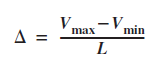 Δ = (V_max − V_min) / L